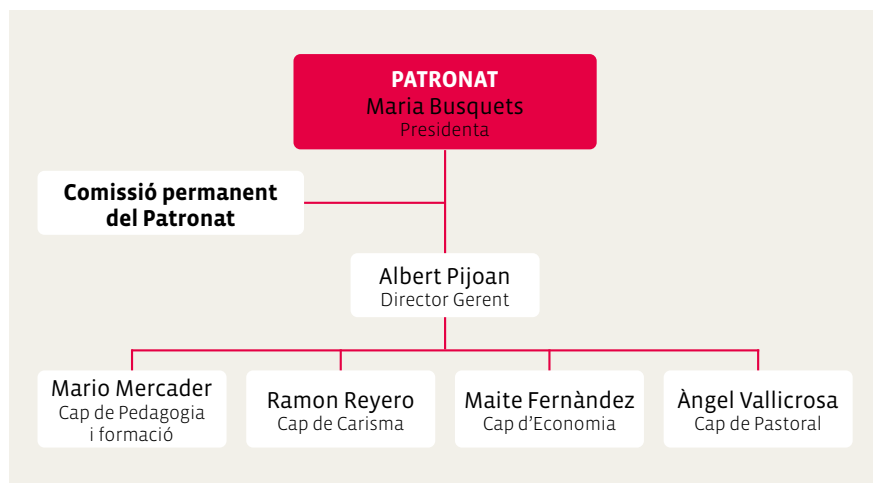 PATRONAT
Maria Busquets
Presidenta
Comissió permanent
del Patronat
Albert Pijoan
Director Gerent
Mario Mercader
Cap de Pedagogia
i formació
Ramon Reyero
Cap de Carisma
Maite Fernàndez
Cap d’Economia
Àngel Vallicrosa
Cap de Pastoral